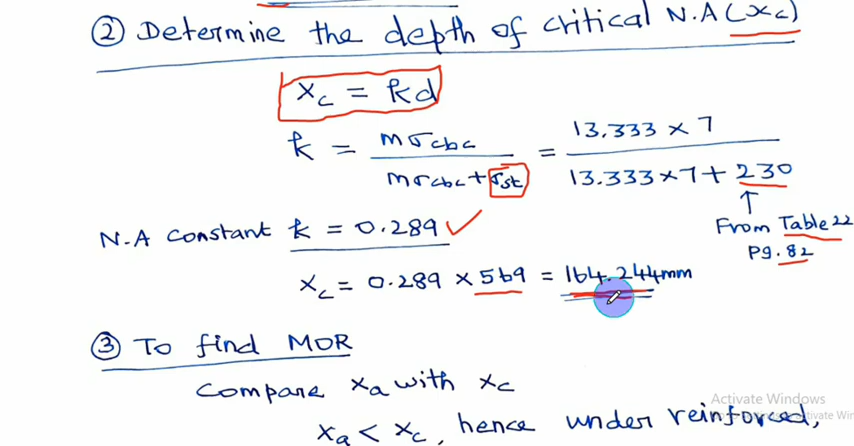 ② Determine the depth of critical N.A (xc)
xc = kd
k = mσcbc / mσcbc + σst = 13.333 × 7 / 13.333 × 7 + 230
↑
From Table 22
Pg. 82
N.A constant k = 0.289 ✓
xc = 0.289 × 569 = 164.244mm
③ To find MOR
Compare xa with xc
xa < xc, hence under reinforced,
Activate Windows